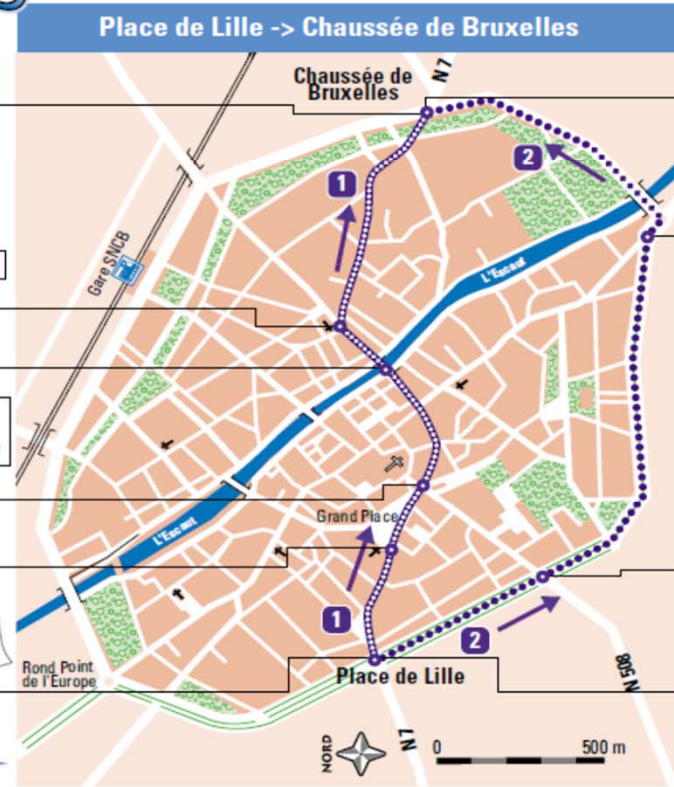 Place de Lille -> Chaussée de Bruxelles
Chaussée de
Bruxelles
N7
2
1
Gare SNCB
L'Escaut
Grand Place
L'Escaut
1
2
Rond Point
de l'Europe
Place de Lille
N 508
NORD
N7
0
500 m